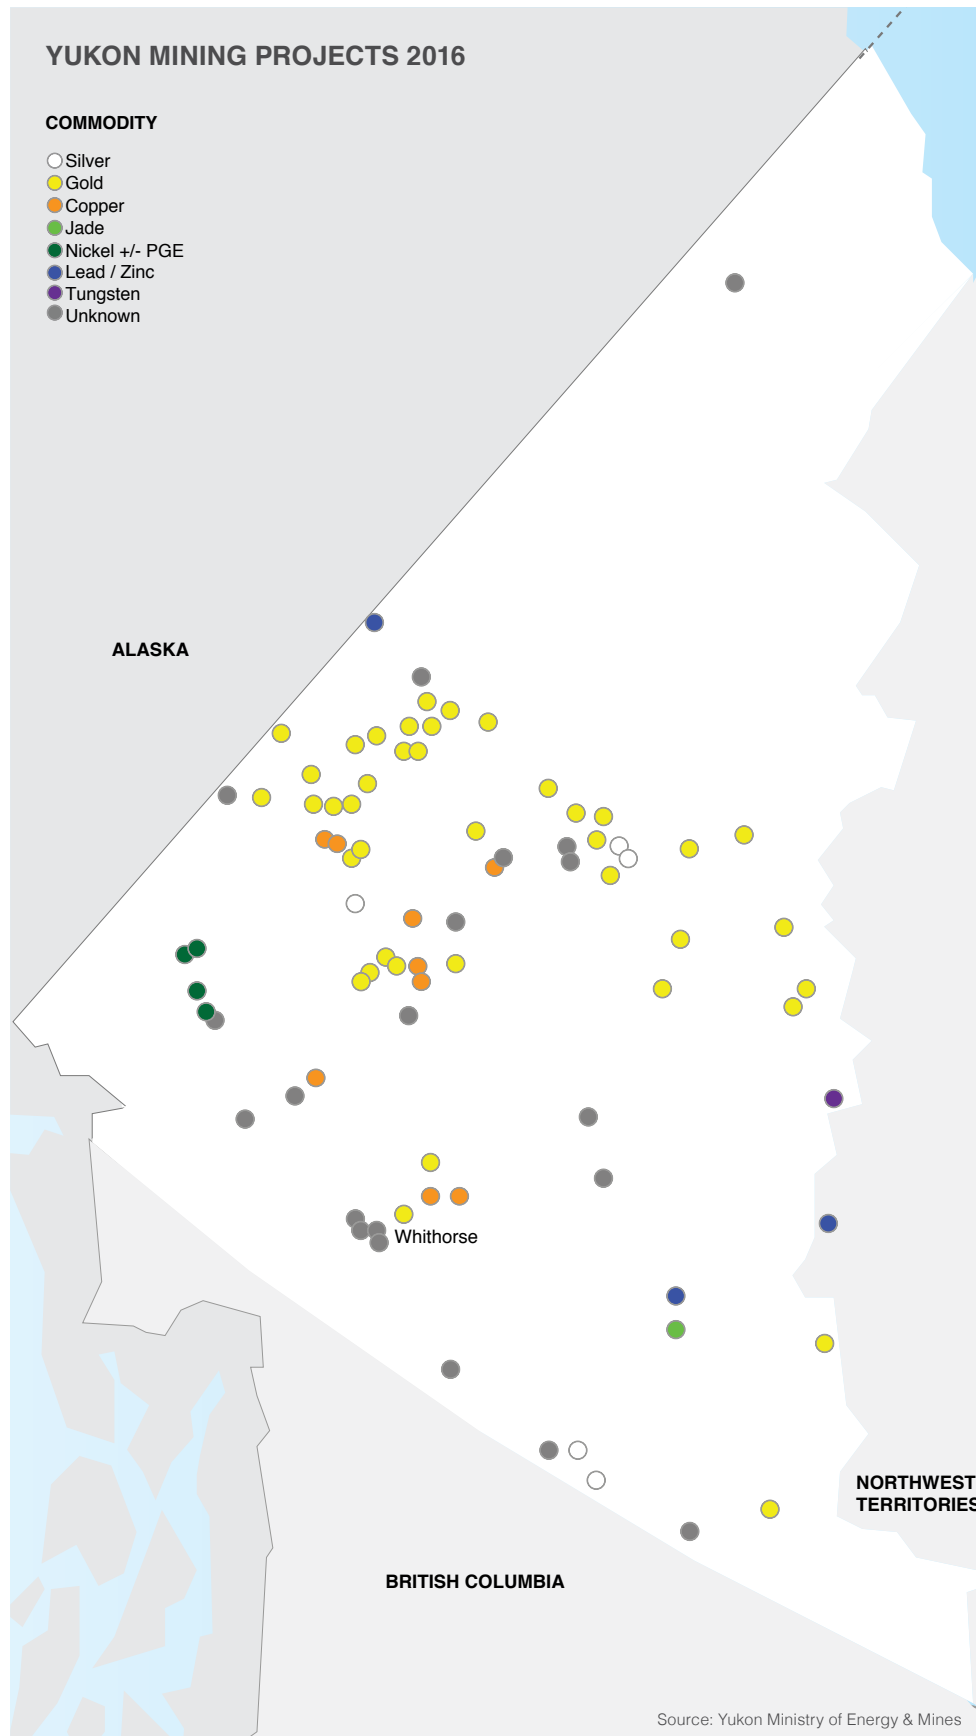 YUKON MINING PROJECTS 2016
COMMODITY
Silver
Gold
Copper
Jade
Nickel +/- PGE
Lead / Zinc
Tungsten
Unknown
ALASKA
Whithorse
NORTHWEST
TERRITORIES
BRITISH COLUMBIA
Source: Yukon Ministry of Energy & Mines